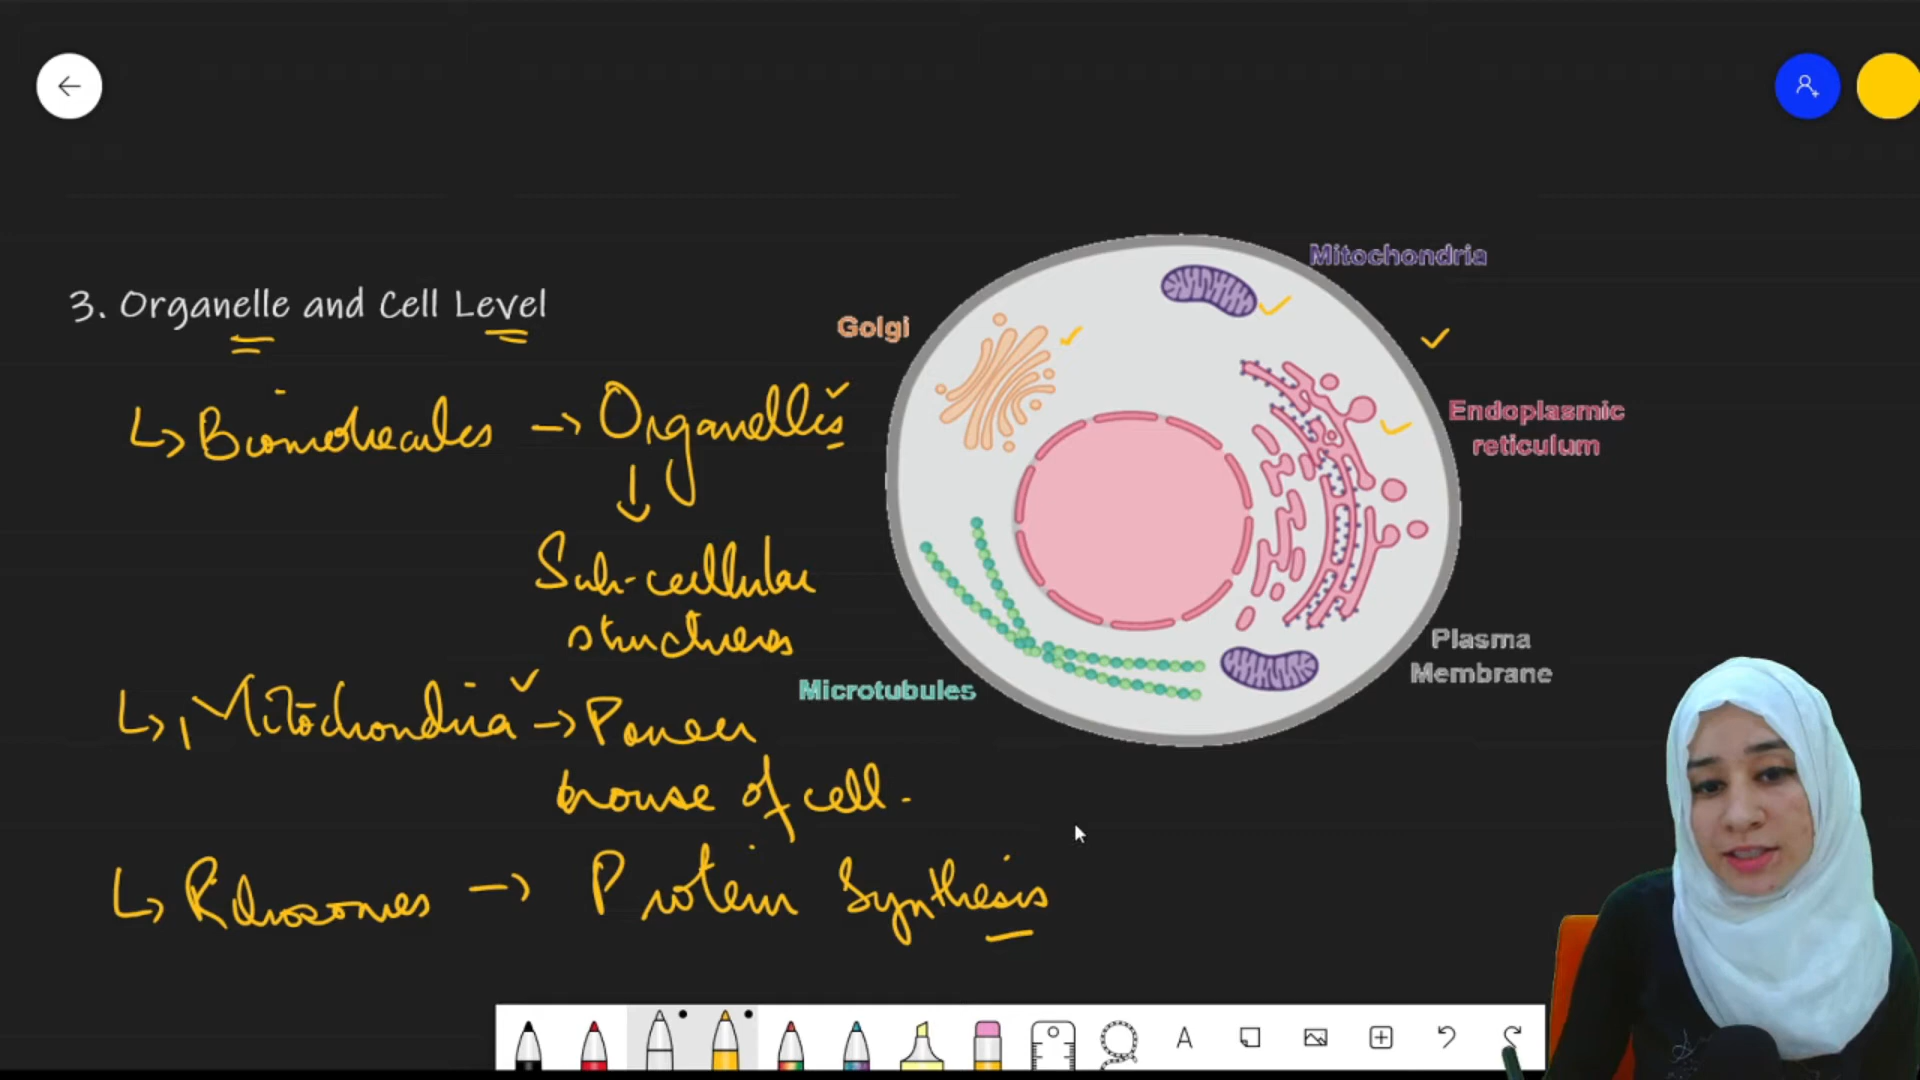 3. Organelle and Cell Level
↳ Biomolecules → Organelles
↓
Sub-cellular
structures
↳ Mitochondria → Power
house of cell.
↳ Ribosomes → Protein Synthesis
Mitochondria
Golgi
Endoplasmic
reticulum
Plasma
Membrane
Microtubules
A